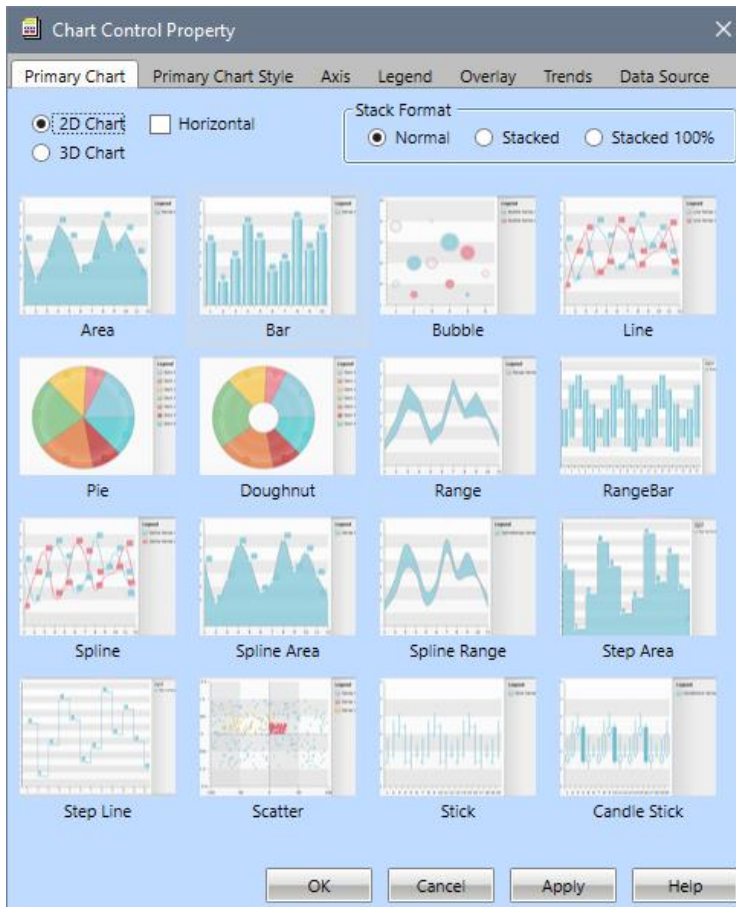 Chart Control Property
Primary Chart Primary Chart Style Axis Legend Overlay Trends Data Source
2D Chart Horizontal
3D Chart
Stack Format
Normal Stacked Stacked 100%
Area Bar Bubble Line
Pie Doughnut Range RangeBar
Spline Spline Area Spline Range Step Area
Step Line Scatter Stick Candle Stick
OK Cancel Apply Help